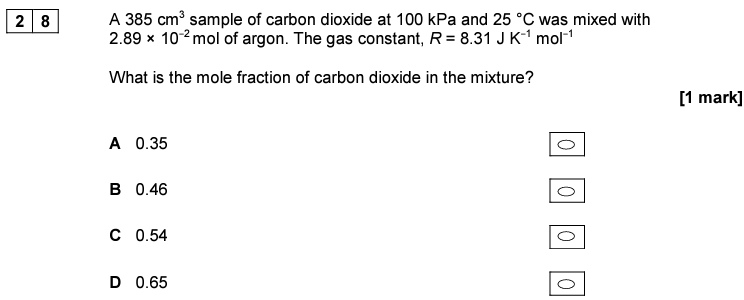 2 8
A 385 cm³ sample of carbon dioxide at 100 kPa and 25 °C was mixed with
2.89 × 10⁻² mol of argon. The gas constant, R = 8.31 J K⁻¹ mol⁻¹
What is the mole fraction of carbon dioxide in the mixture?
[1 mark]
A 0.35
B 0.46
C 0.54
D 0.65